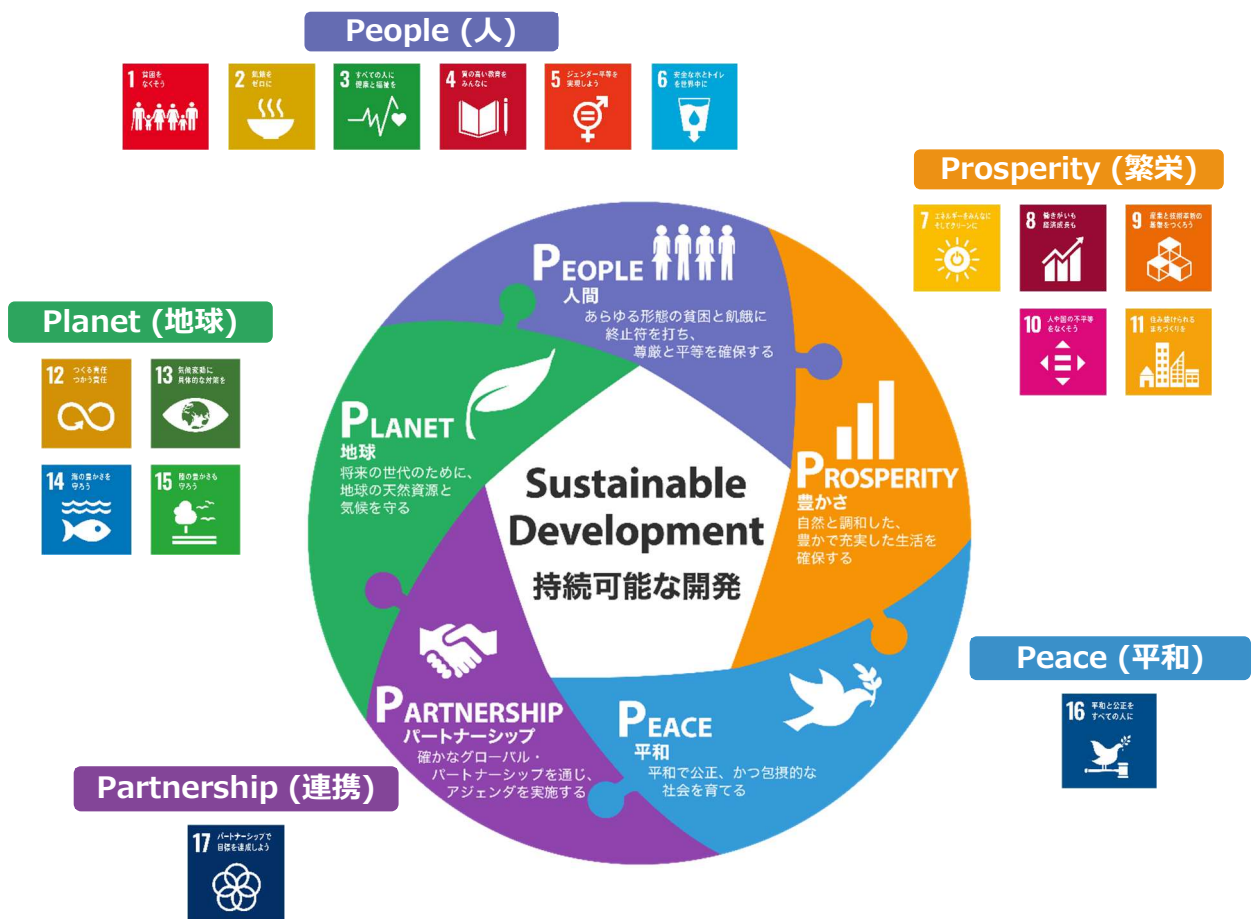 People (人)
1 貧困を
なくそう
2 飢餓を
ゼロに
3 すべての人に
健康と福祉を
4 質の高い教育を
みんなに
5 ジェンダー平等を
実現しよう
6 安全な水とトイレ
を世界中に
Prosperity (繁栄)
7 エネルギーをみんなに
そしてクリーンに
8 働きがいも
経済成長も
9 産業と技術革新の
基盤をつくろう
10 人や国の不平等
をなくそう
11 住み続けられる
まちづくりを
Planet (地球)
12 つくる責任
つかう責任
13 気候変動に
具体的な対策を
14 海の豊かさを
守ろう
15 陸の豊かさも
守ろう
PEOPLE
人間
あらゆる形態の貧困と飢餓に
終止符を打ち、
尊厳と平等を確保する
PROSPERITY
豊かさ
自然と調和した、
豊かで充実した生活を
確保する
PLANET
地球
将来の世代のために、
地球の天然資源と
気候を守る
Sustainable
Development
持続可能な開発
PARTNERSHIP
パートナーシップ
確かなグローバル・
パートナーシップを通じ、
アジェンダを実施する
PEACE
平和
平和で公正、かつ包摂的な
社会を育てる
Peace (平和)
16 平和と公正を
すべての人に
Partnership (連携)
17 パートナーシップで
目標を達成しよう